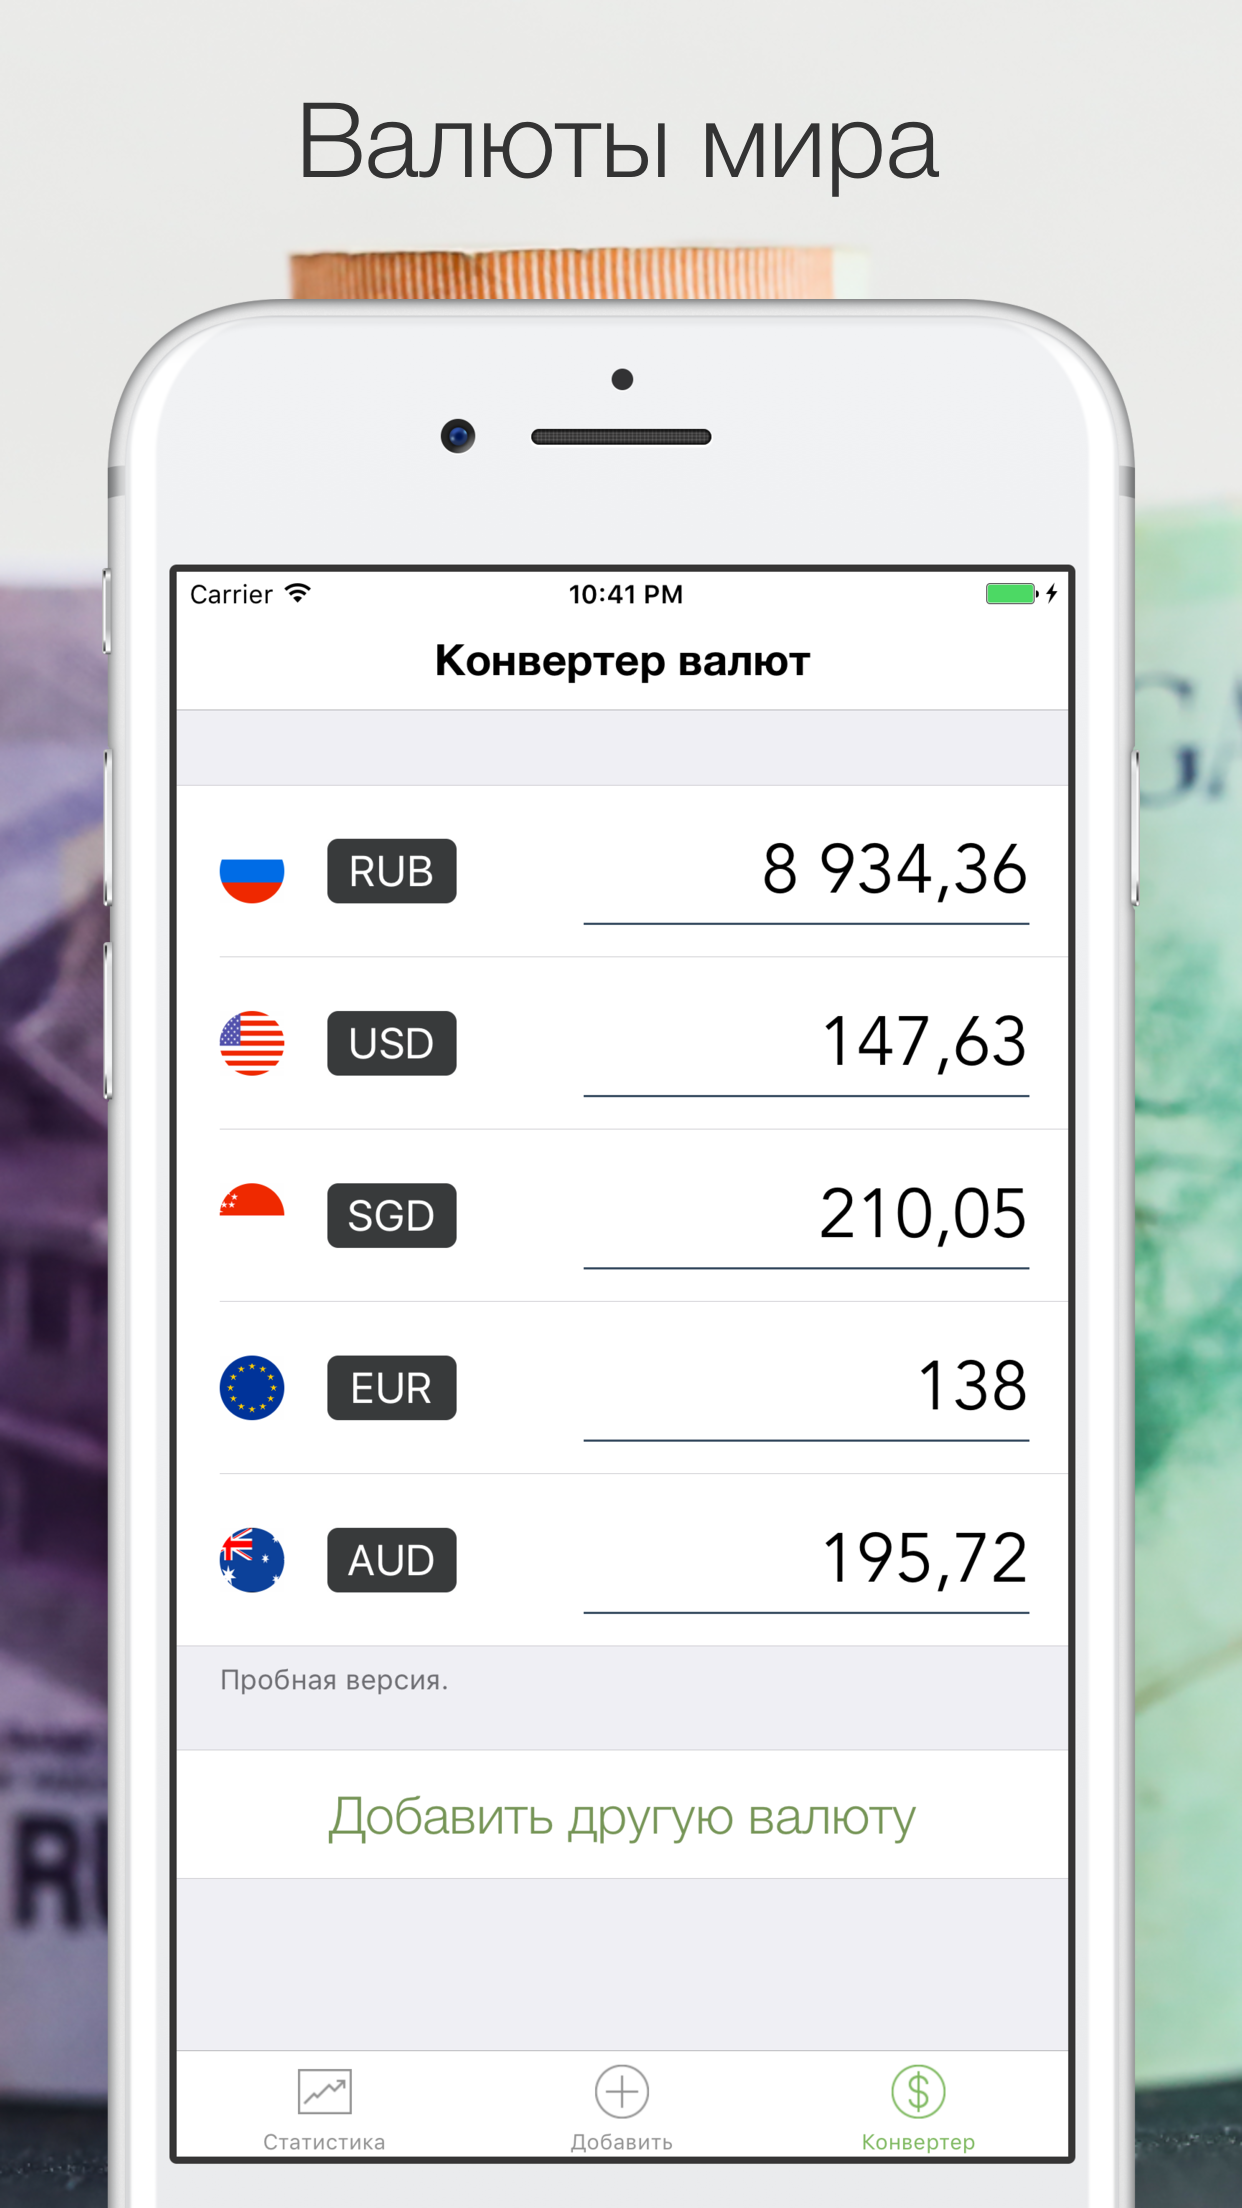 Валюты мира
Carrier 10:41 PM
Конвертер валют
RUB 8 934,36
USD 147,63
SGD 210,05
EUR 138
AUD 195,72
Пробная версия.
Добавить другую валюту
Статистика Добавить Конвертер